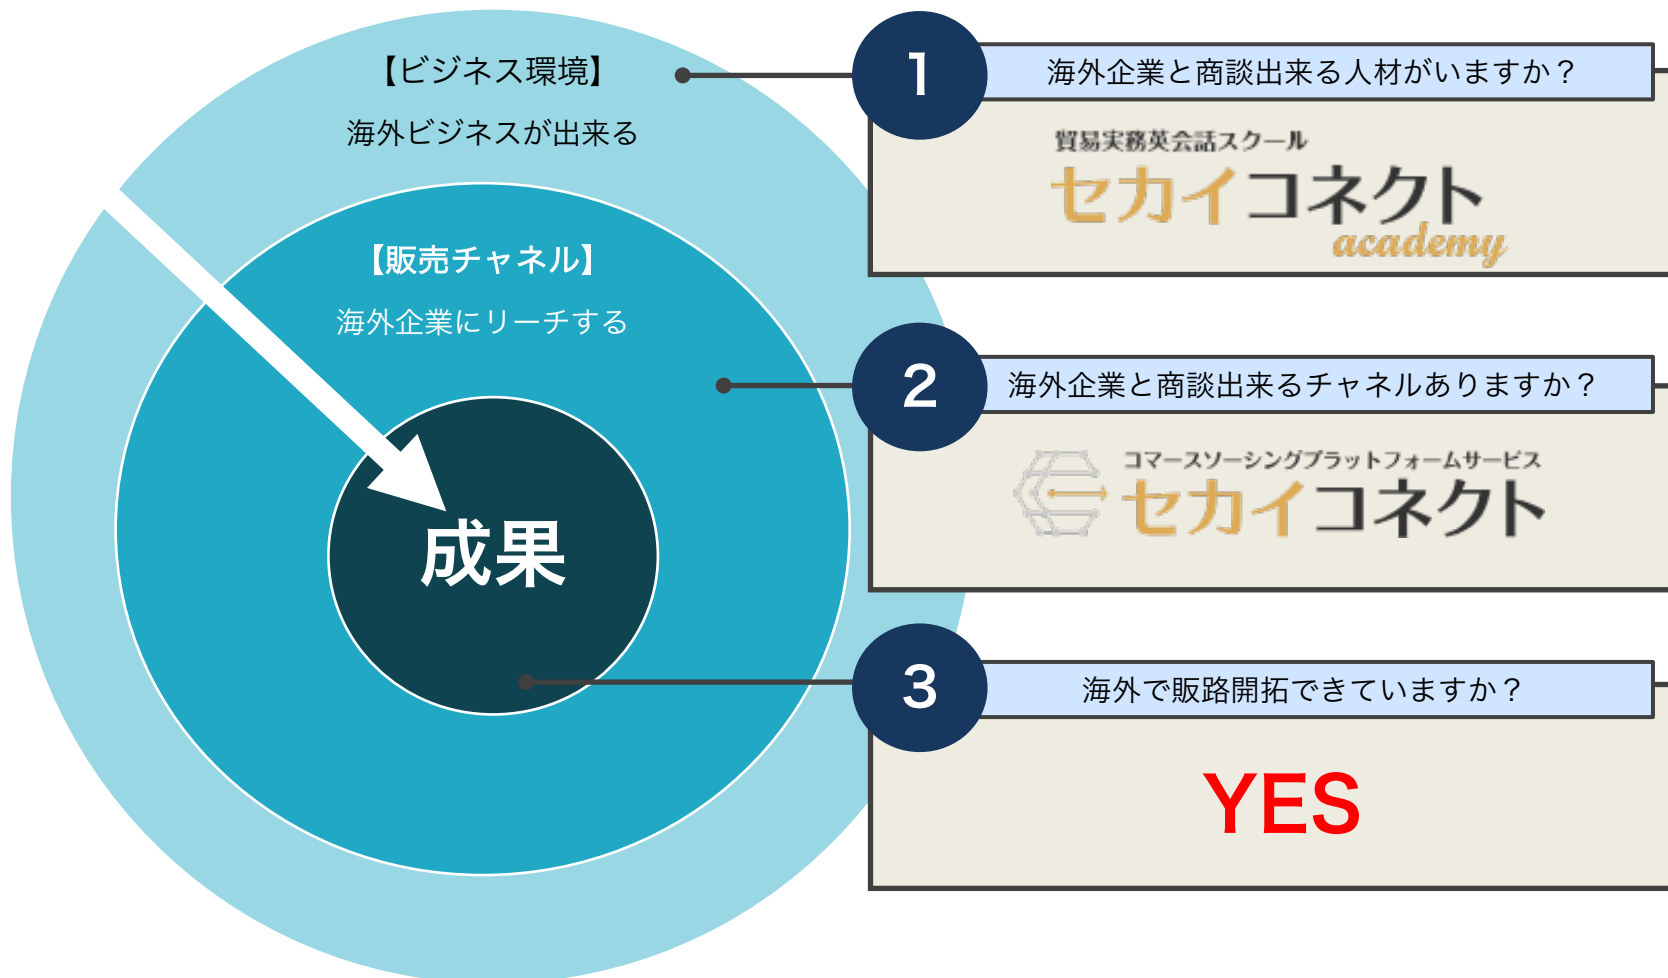 【ビジネス環境】
海外ビジネスが出来る
【販売チャネル】
海外企業にリーチする
成果
1
海外企業と商談出来る人材がいますか？
貿易実務英会話スクール
セカイコネクト
academy
2
海外企業と商談出来るチャネルありますか？
コマースソーシングプラットフォームサービス
セカイコネクト
3
海外で販路開拓できていますか？
YES